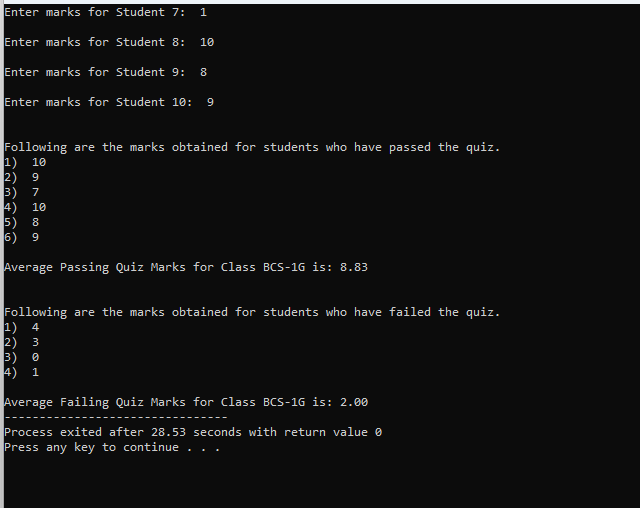 Enter marks for Student 7:  1
Enter marks for Student 8:  10
Enter marks for Student 9:  8
Enter marks for Student 10:  9
Following are the marks obtained for students who have passed the quiz.
1)  10
2)  9
3)  7
4)  10
5)  8
6)  9
Average Passing Quiz Marks for Class BCS-1G is: 8.83
Following are the marks obtained for students who have failed the quiz.
1)  4
2)  3
3)  0
4)  1
Average Failing Quiz Marks for Class BCS-1G is: 2.00
--------------------------------
Process exited after 28.53 seconds with return value 0
Press any key to continue . . .